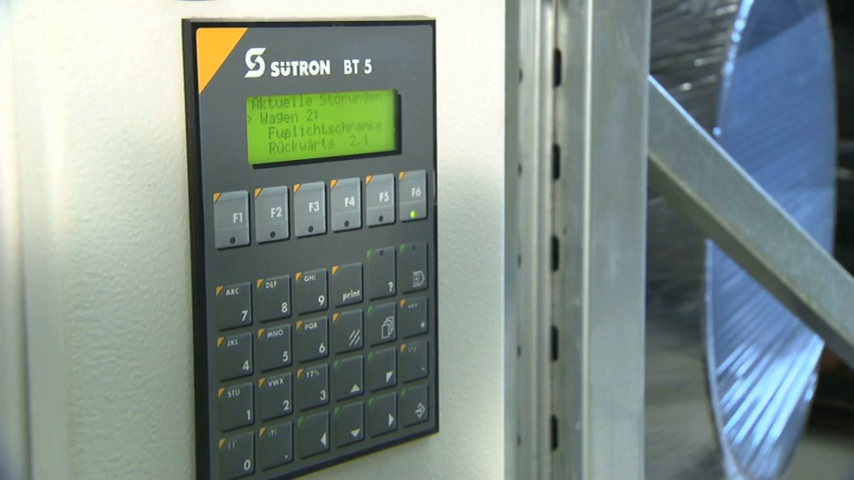 SÜTRON BT 5
Aktuelle Störungen
> Wagen 2:
Fußlichtschranke
Rückwärts 2.1
F1 F2 F3 F4 F5 F6
ABC DEF GHI
7 8 9 print ?
JKL MNO PQR
4 5 6
STU VWX YZ%
1 2 3
0